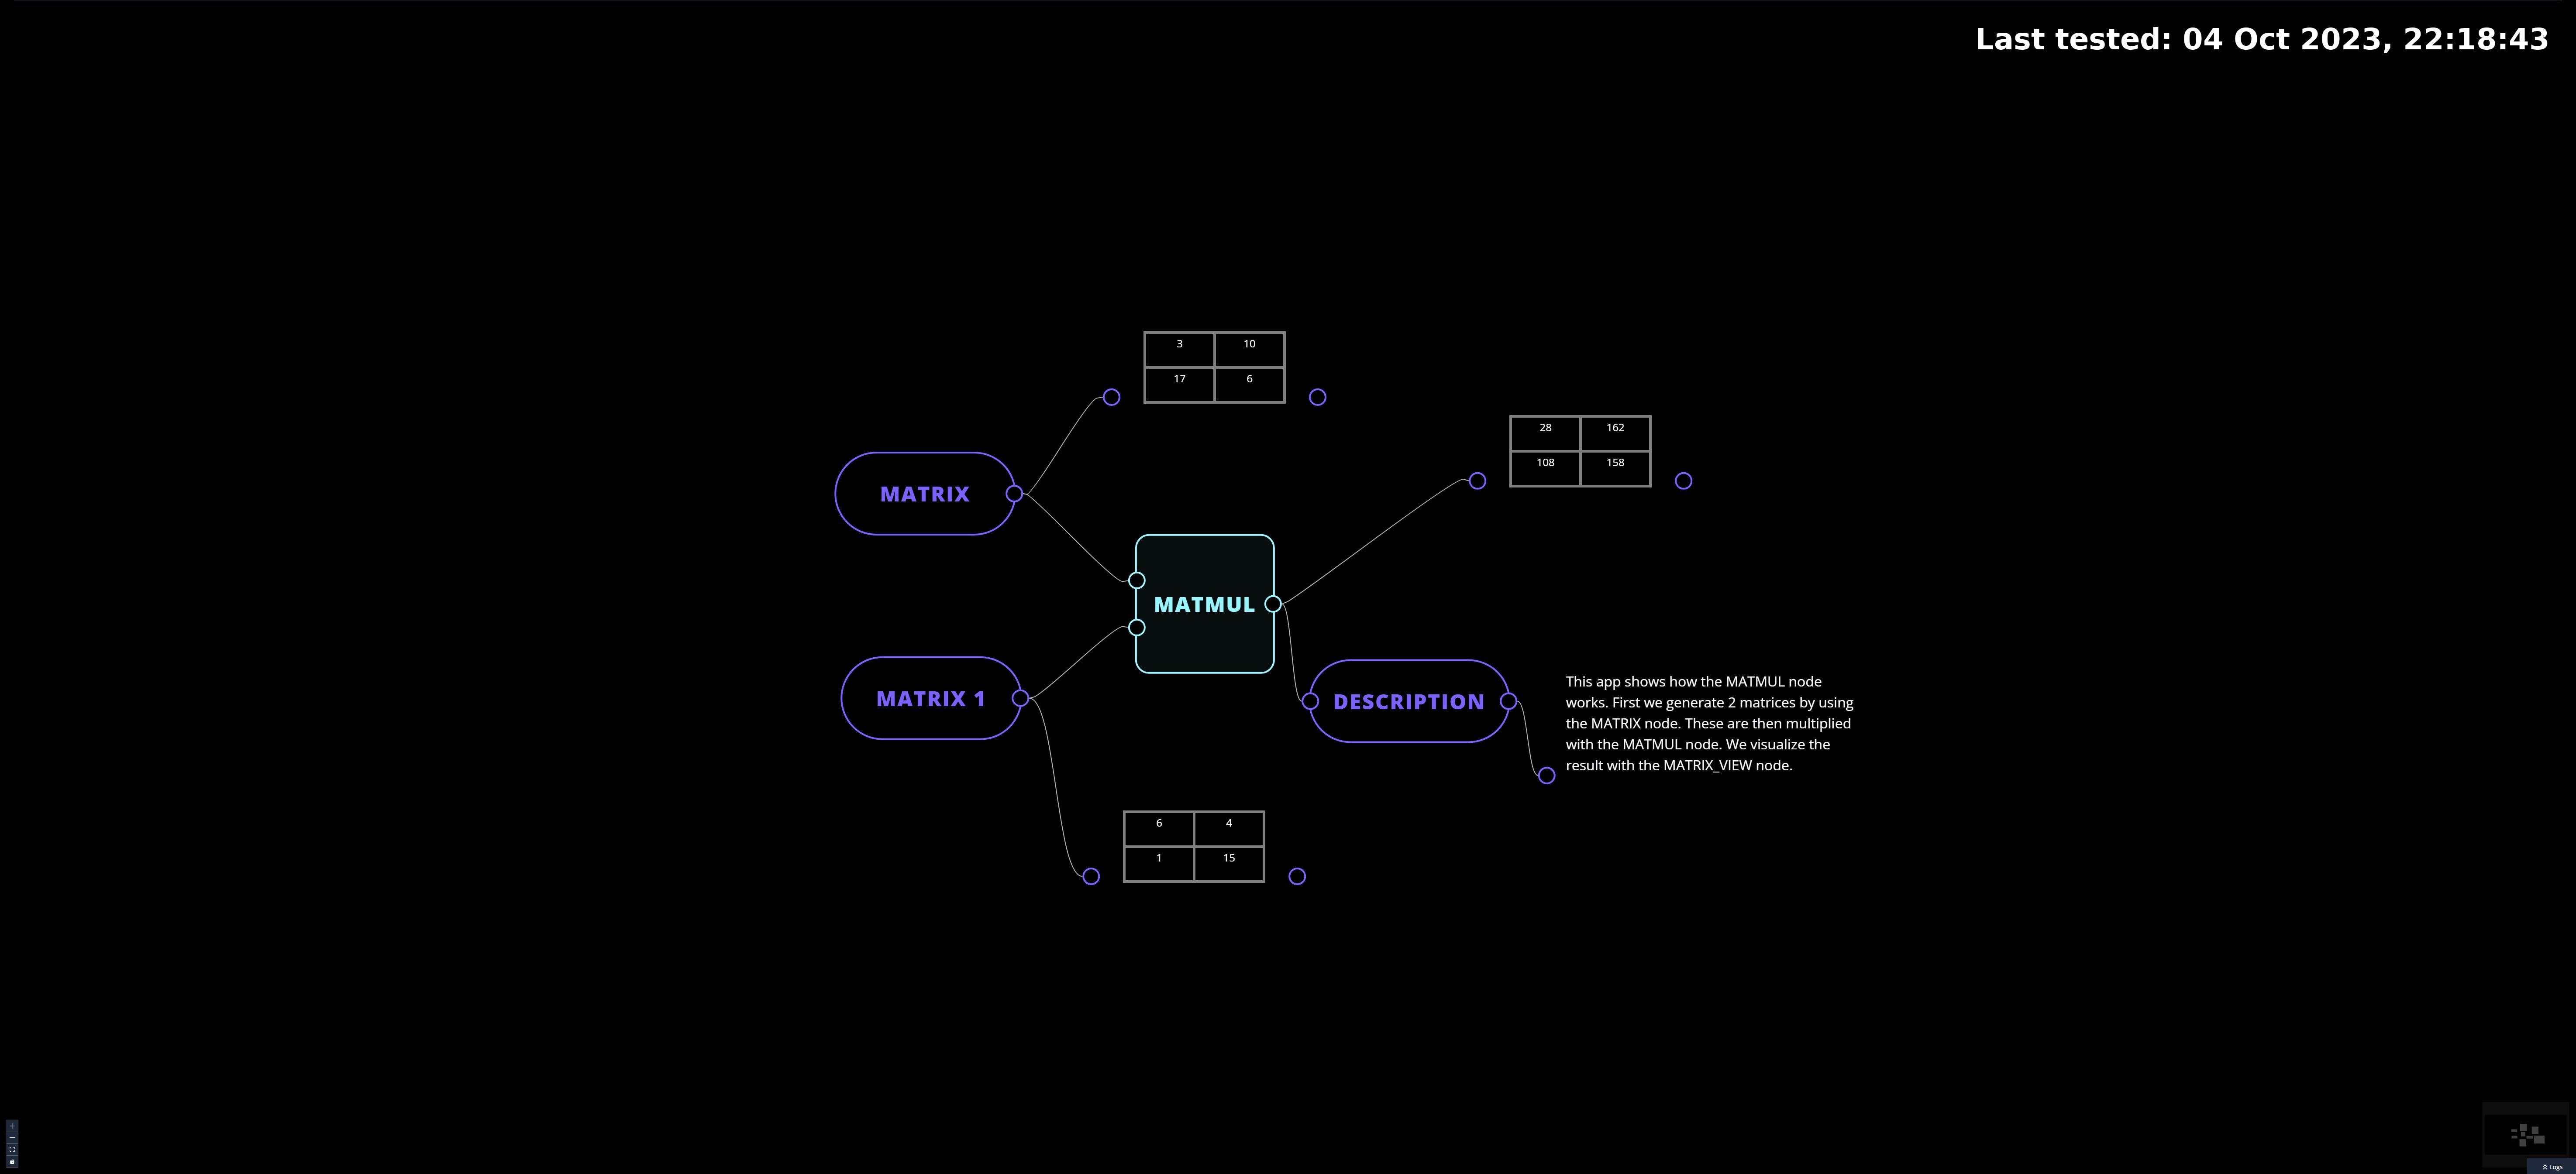 Last tested: 04 Oct 2023, 22:18:43
3 10
17 6
28 162
108 158
MATRIX
MATMUL
MATRIX 1
DESCRIPTION
This app shows how the MATMUL node
works. First we generate 2 matrices by using
the MATRIX node. These are then multiplied
with the MATMUL node. We visualize the
result with the MATRIX_VIEW node.
6 4
1 15
Logs